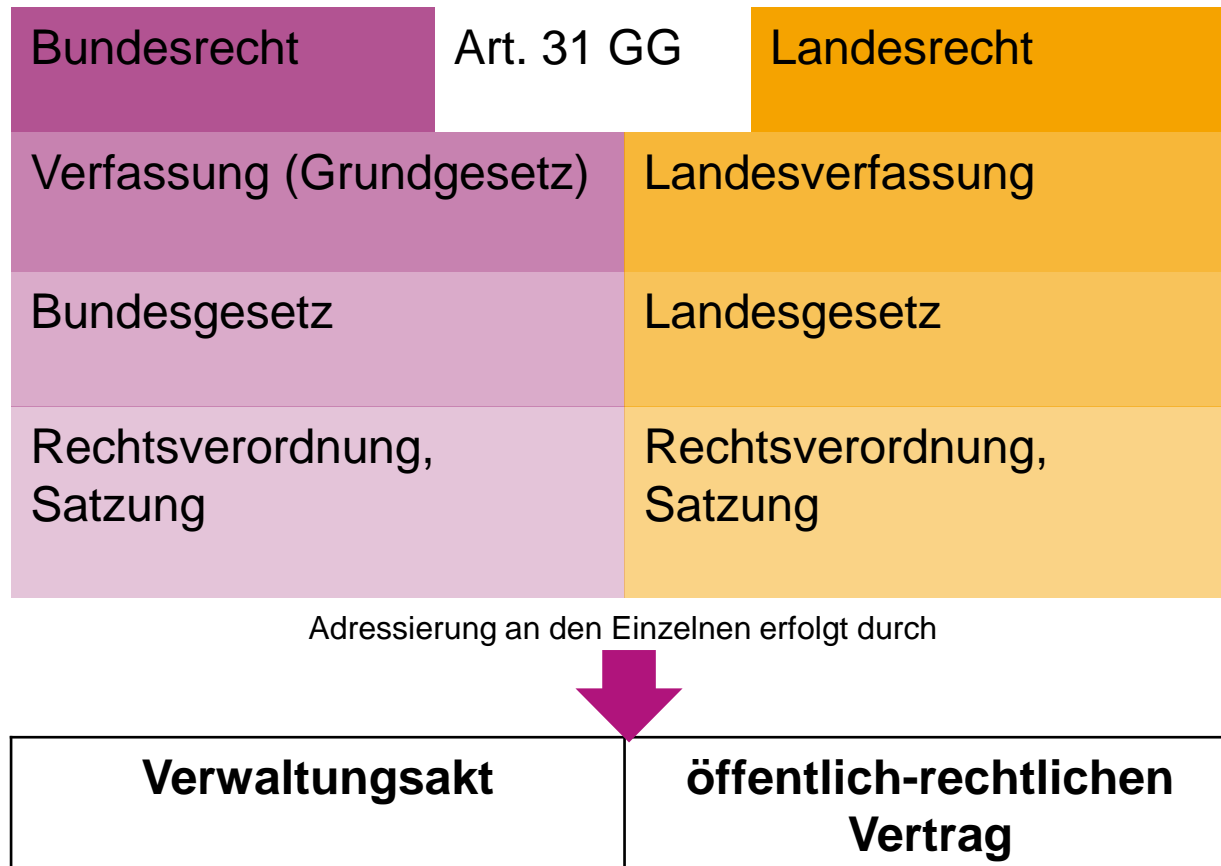 Bundesrecht
Art. 31 GG
Landesrecht
Verfassung (Grundgesetz)
Landesverfassung
Bundesgesetz
Landesgesetz
Rechtsverordnung,
Satzung
Rechtsverordnung,
Satzung
Adressierung an den Einzelnen erfolgt durch
Verwaltungsakt
öffentlich-rechtlichen
Vertrag